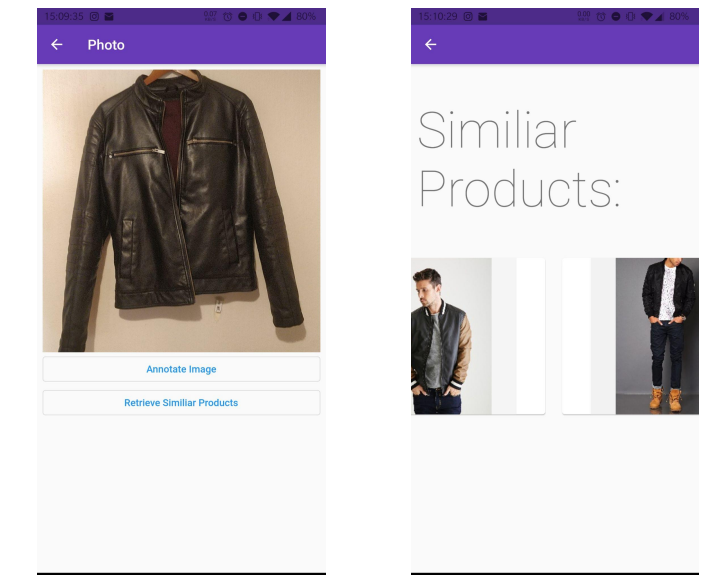 15:09:35
80%
Photo
Annotate Image
Retrieve Similiar Products
15:10:29
80%
Similiar
Products: